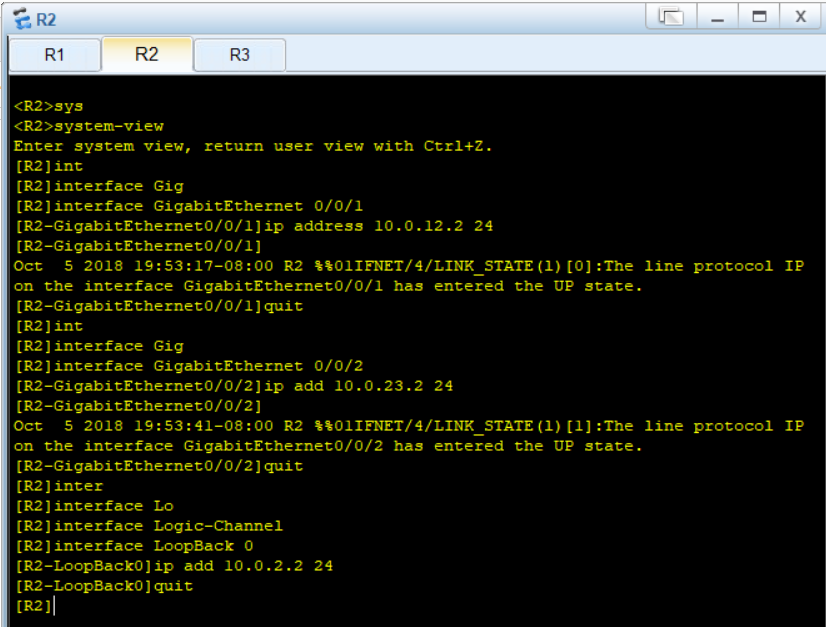 R2
X
R1 R2 R3
<R2>sys
<R2>system-view
Enter system view, return user view with Ctrl+Z.
[R2]int
[R2]interface Gig
[R2]interface GigabitEthernet 0/0/1
[R2-GigabitEthernet0/0/1]ip address 10.0.12.2 24
[R2-GigabitEthernet0/0/1]
Oct  5 2018 19:53:17-08:00 R2 %%01IFNET/4/LINK_STATE(l)[0]:The line protocol IP
on the interface GigabitEthernet0/0/1 has entered the UP state.
[R2-GigabitEthernet0/0/1]quit
[R2]int
[R2]interface Gig
[R2]interface GigabitEthernet 0/0/2
[R2-GigabitEthernet0/0/2]ip add 10.0.23.2 24
[R2-GigabitEthernet0/0/2]
Oct  5 2018 19:53:41-08:00 R2 %%01IFNET/4/LINK_STATE(l)[1]:The line protocol IP
on the interface GigabitEthernet0/0/2 has entered the UP state.
[R2-GigabitEthernet0/0/2]quit
[R2]inter
[R2]interface Lo
[R2]interface Logic-Channel
[R2]interface LoopBack 0
[R2-LoopBack0]ip add 10.0.2.2 24
[R2-LoopBack0]quit
[R2]